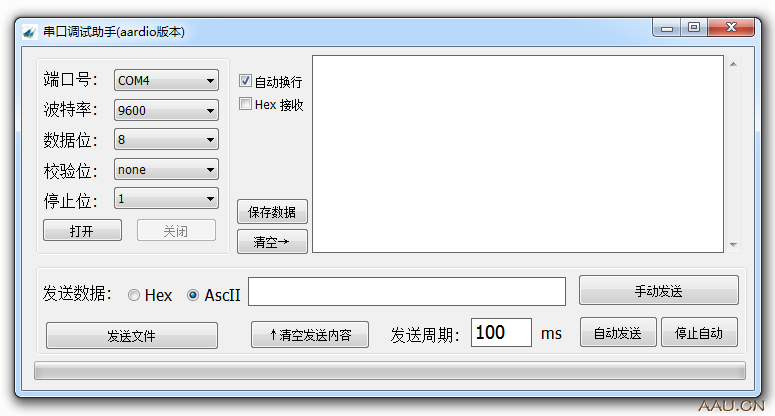 串口调试助手(aardio版本)
端口号： COM4
波特率： 9600
数据位： 8
校验位： none
停止位： 1
打开 关闭
自动换行
Hex 接收
保存数据
清空→
发送数据： Hex AscII 手动发送
发送文件 ↑清空发送内容 发送周期： 100 ms 自动发送 停止自动
AAU.CN